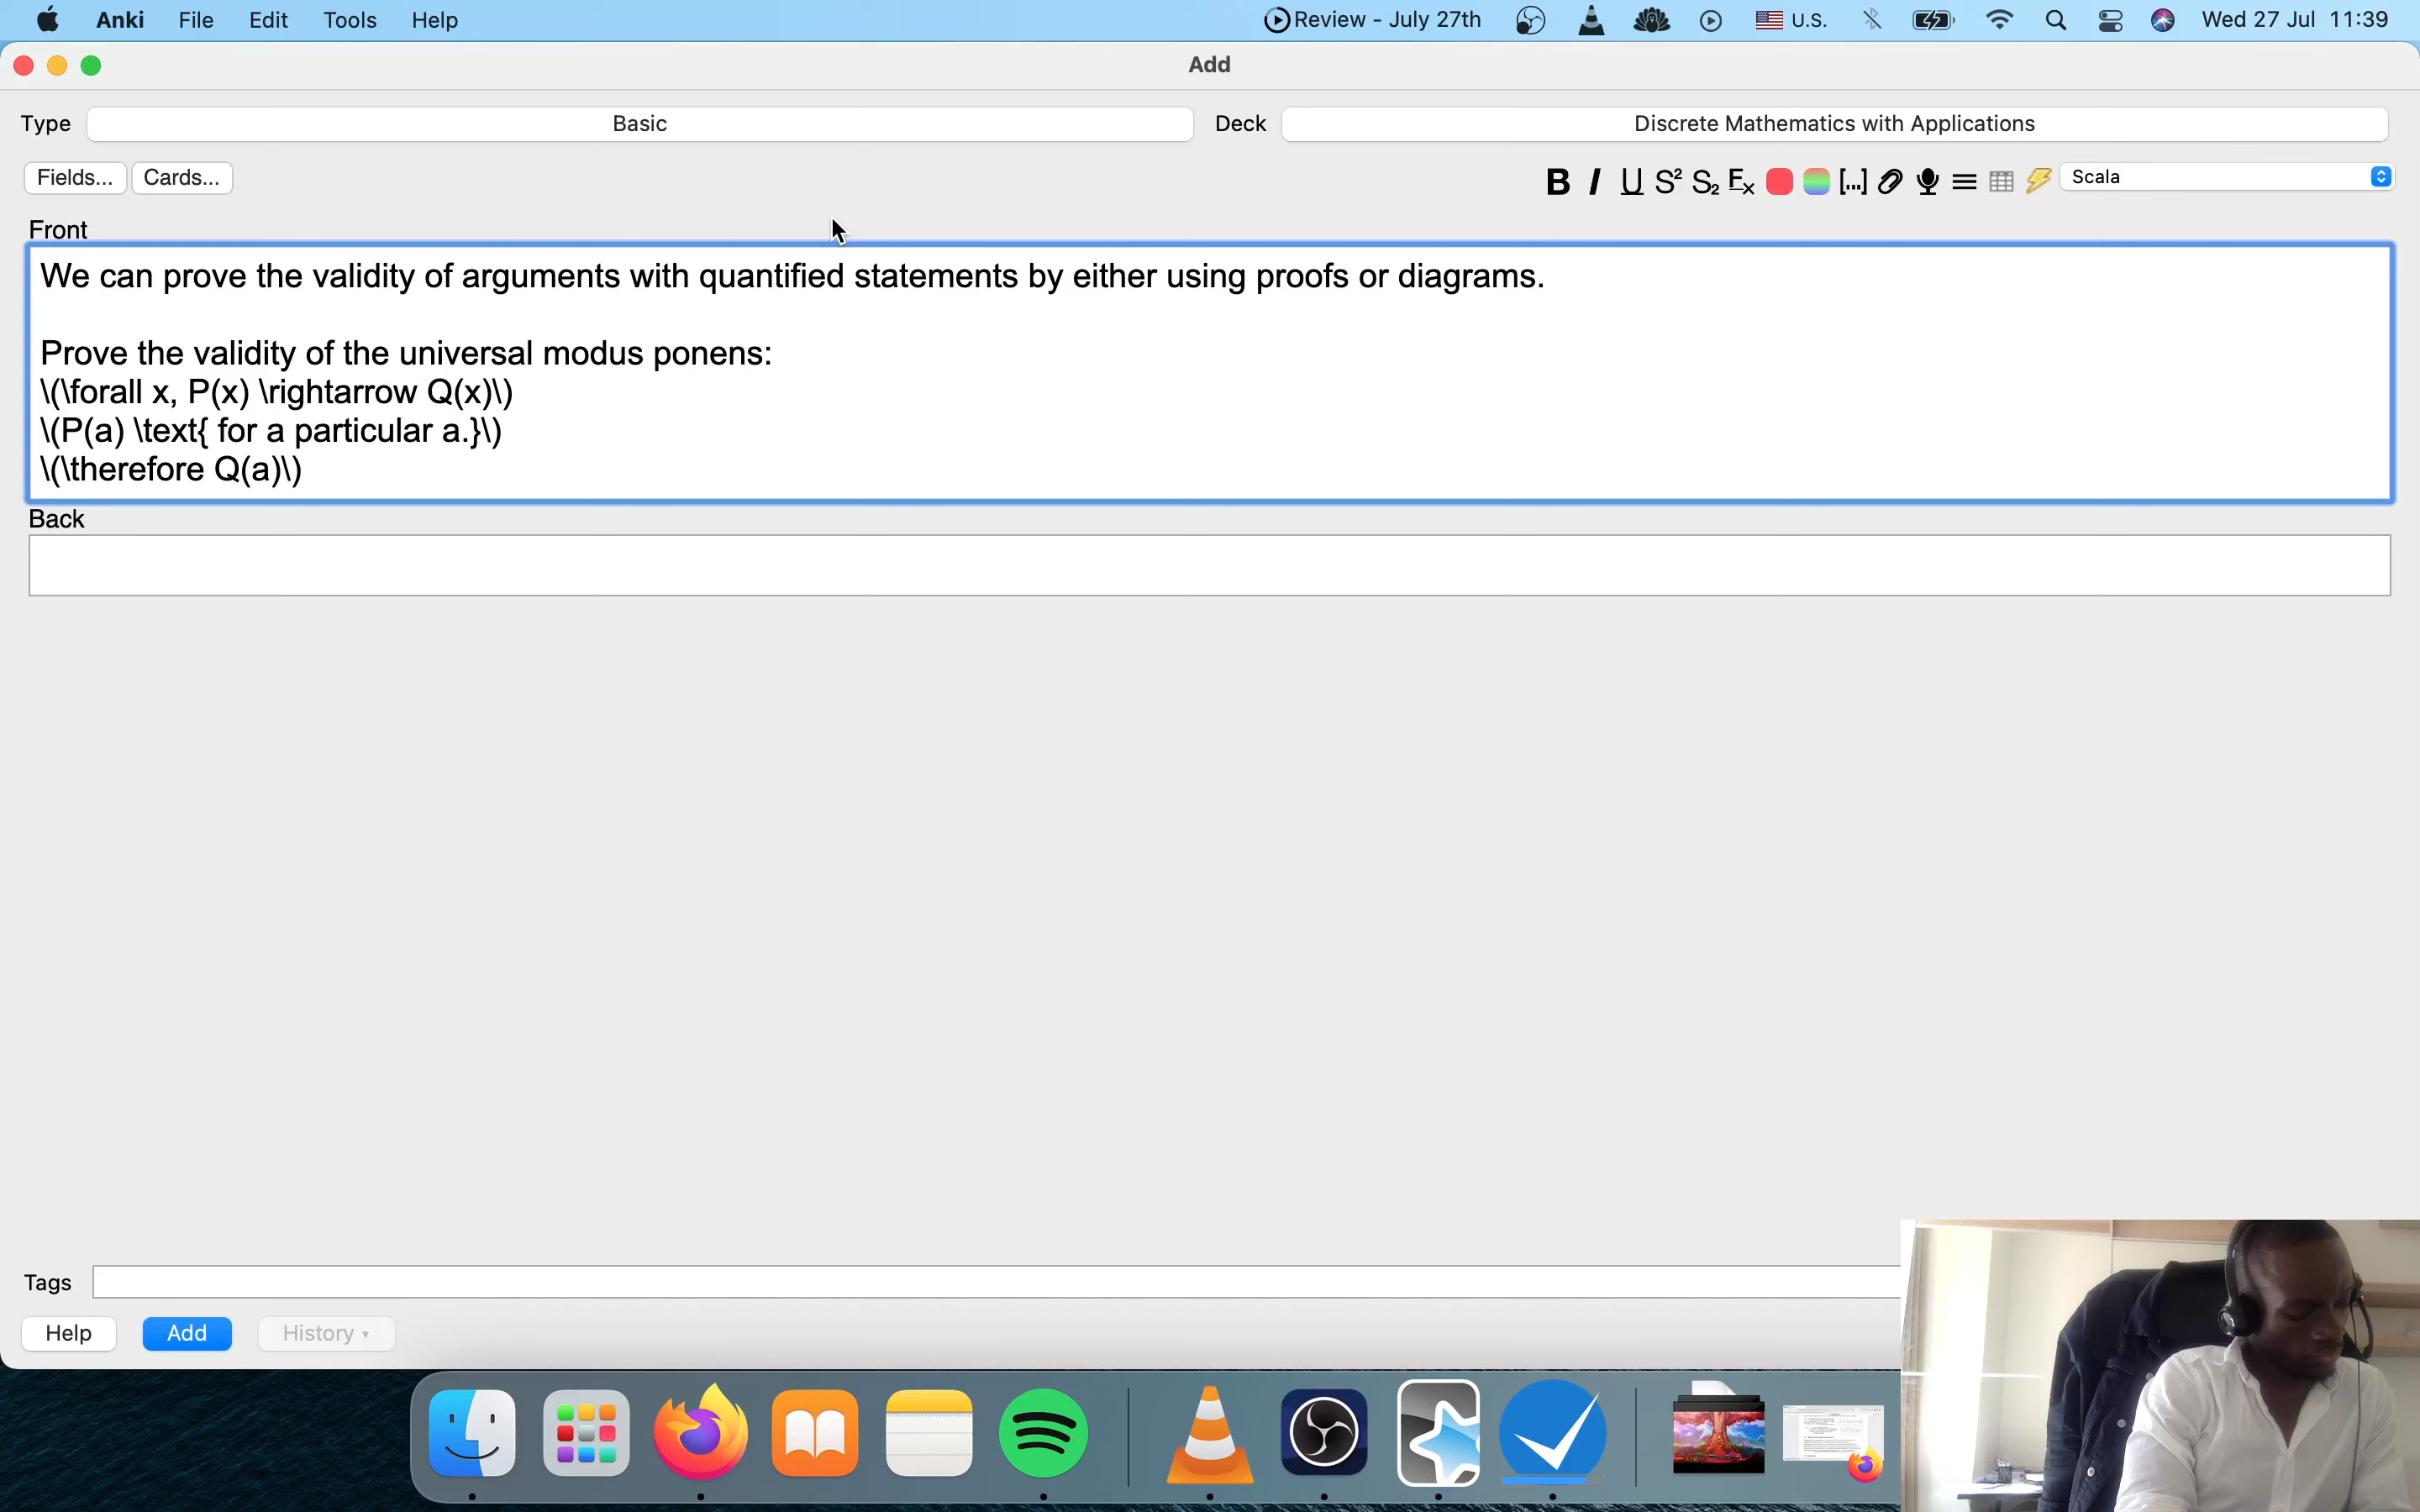 Anki File Edit Tools Help Review - July 27th U.S. Wed 27 Jul 11:39
Add
Type Basic Deck Discrete Mathematics with Applications
Fields... Cards... B I U S² S₂ Fx [...] Scala
Front
We can prove the validity of arguments with quantified statements by either using proofs or diagrams.
Prove the validity of the universal modus ponens:
\(\forall x, P(x) \rightarrow Q(x)\)
\(P(a) \text{ for a particular a.}\)
\(\therefore Q(a)\)
Back
Tags
Help Add History